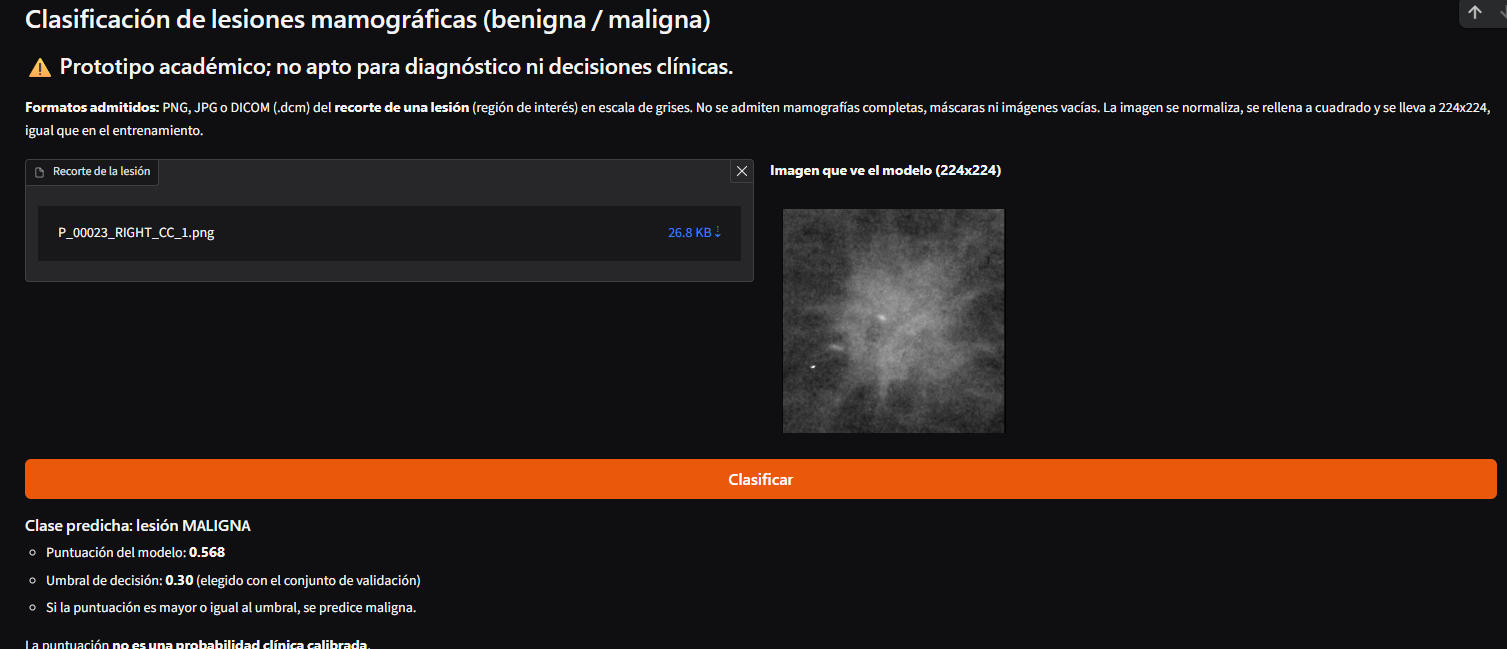 Clasificación de lesiones mamográficas (benigna / maligna)
⚠️ Prototipo académico; no apto para diagnóstico ni decisiones clínicas.
Formatos admitidos: PNG, JPG o DICOM (.dcm) del recorte de una lesión (región de interés) en escala de grises. No se admiten mamografías completas, máscaras ni imágenes vacías. La imagen se normaliza, se rellena a cuadrado y se lleva a 224x224,
igual que en el entrenamiento.
Recorte de la lesión
Imagen que ve el modelo (224x224)
P_00023_RIGHT_CC_1.png
26.8 KB ↓
Clasificar
Clase predicha: lesión MALIGNA
Puntuación del modelo: 0.568
Umbral de decisión: 0.30 (elegido con el conjunto de validación)
Si la puntuación es mayor o igual al umbral, se predice maligna.
La puntuación no es una probabilidad clínica calibrada.